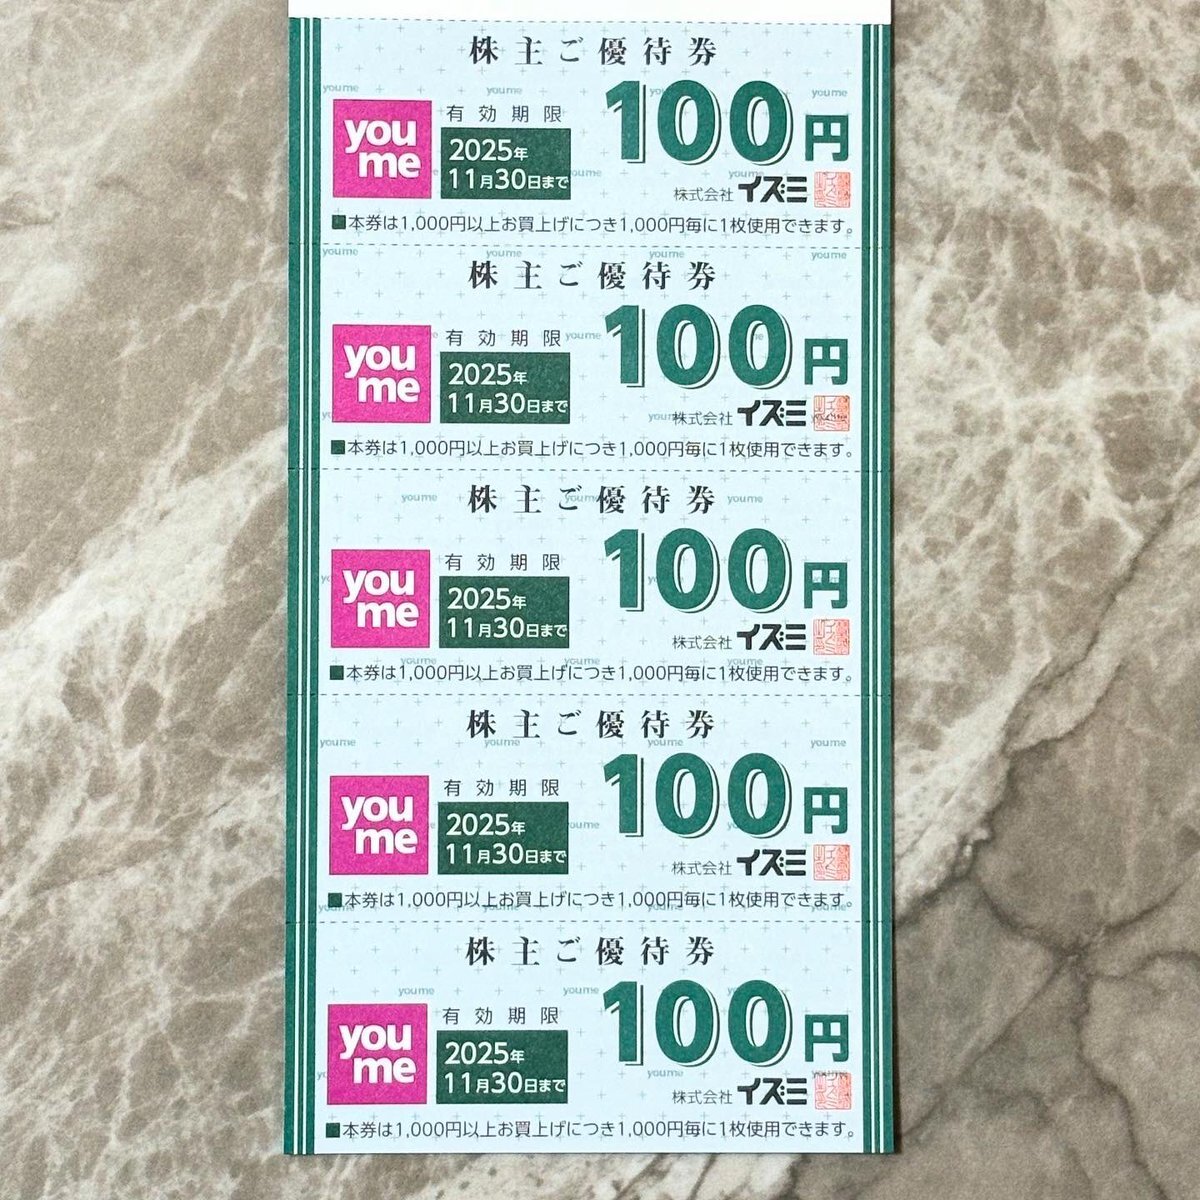 株主ご優待券
you
me
有効期限
2025年
11月30日まで
100円
株式会社 イズミ
■本券は1,000円以上お買上げにつき1,000円毎に1枚使用できます。
株主ご優待券
you
me
有効期限
2025年
11月30日まで
100円
株式会社 イズミ
■本券は1,000円以上お買上げにつき1,000円毎に1枚使用できます。
株主ご優待券
you
me
有効期限
2025年
11月30日まで
100円
株式会社 イズミ
■本券は1,000円以上お買上げにつき1,000円毎に1枚使用できます。
株主ご優待券
you
me
有効期限
2025年
11月30日まで
100円
株式会社 イズミ
■本券は1,000円以上お買上げにつき1,000円毎に1枚使用できます。
株主ご優待券
you
me
有効期限
2025年
11月30日まで
100円
株式会社 イズミ
■本券は1,000円以上お買上げにつき1,000円毎に1枚使用できます。